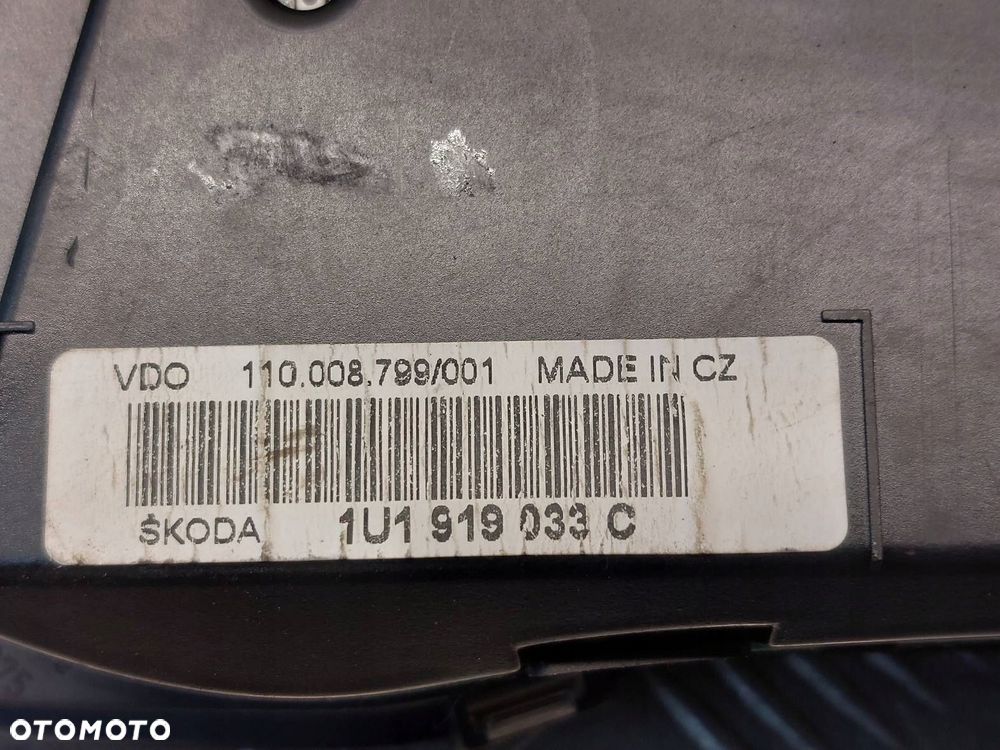 VDO 110.008.799/001 MADE IN CZ
ŠKODA 1U1 919 033 C
OTOMOTO